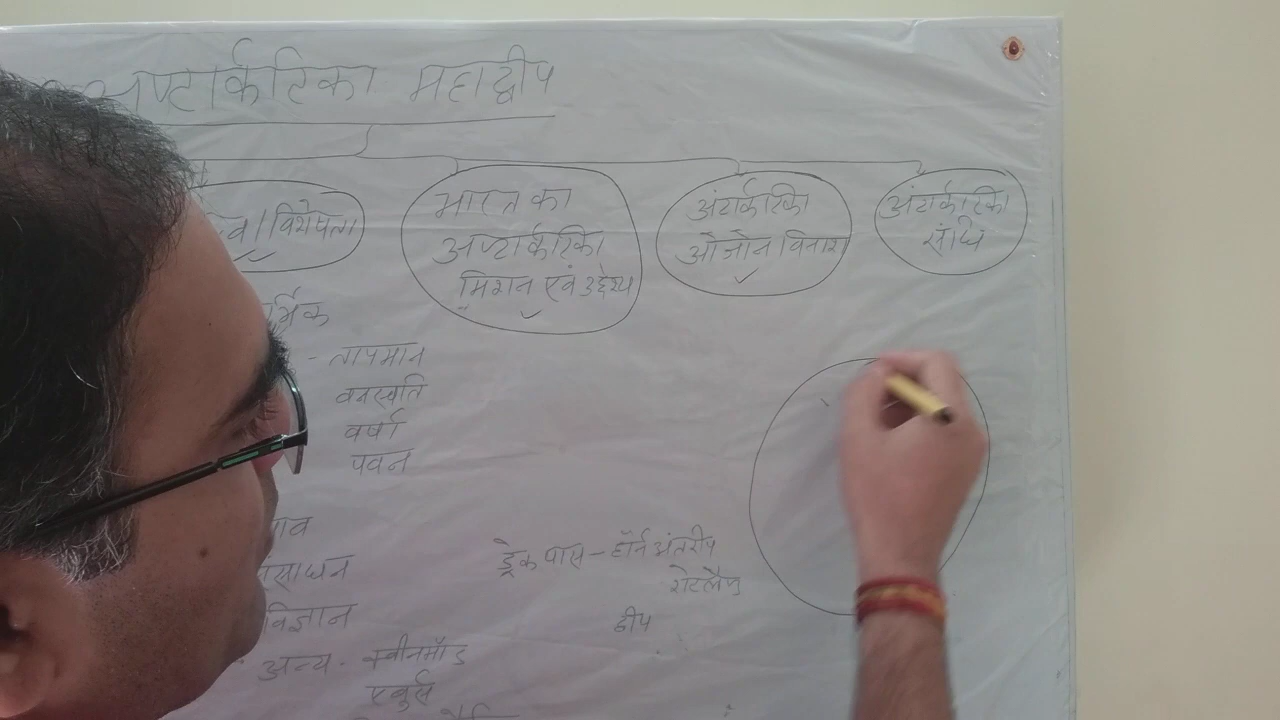 अण्टार्कटिका महाद्वीप
विशेषता
भारत का
अण्टार्कटिका
मिशन एवं उद्देश्य
अंटार्कटिका
ओजोन विनाश
अंटार्कटिका
संधि
- तापमान
वनस्पति
वर्षा
पवन
ड्रेक पास - हॉर्न अंतरीप
शेटलैण्ड
द्वीप
विज्ञान
अन्य - क्वीनमॉड
एकुर्स